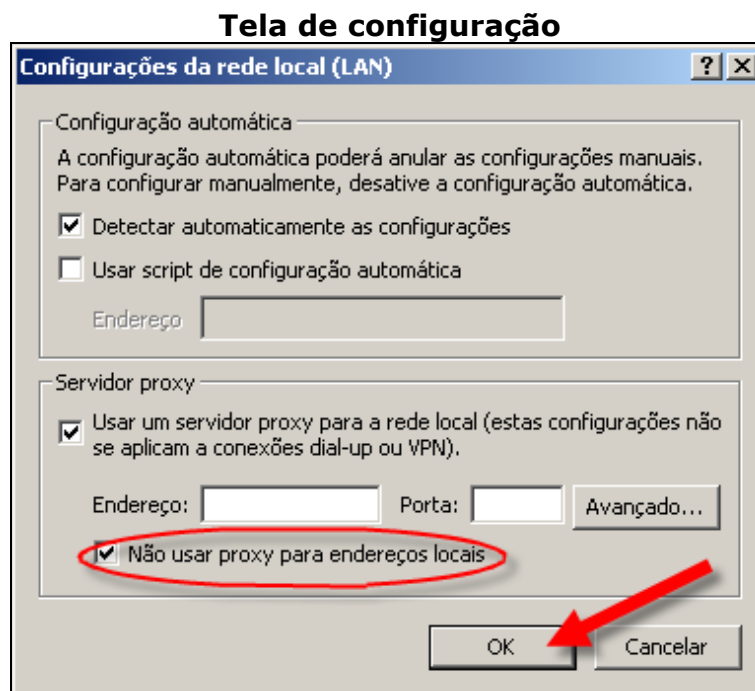 Tela de configuração
Configurações da rede local (LAN)
Configuração automática
A configuração automática poderá anular as configurações manuais.
Para configurar manualmente, desative a configuração automática.
Detectar automaticamente as configurações
Usar script de configuração automática
Endereço
Servidor proxy
Usar um servidor proxy para a rede local (estas configurações não
se aplicam a conexões dial-up ou VPN).
Endereço: Porta: Avançado...
Não usar proxy para endereços locais
OK Cancelar